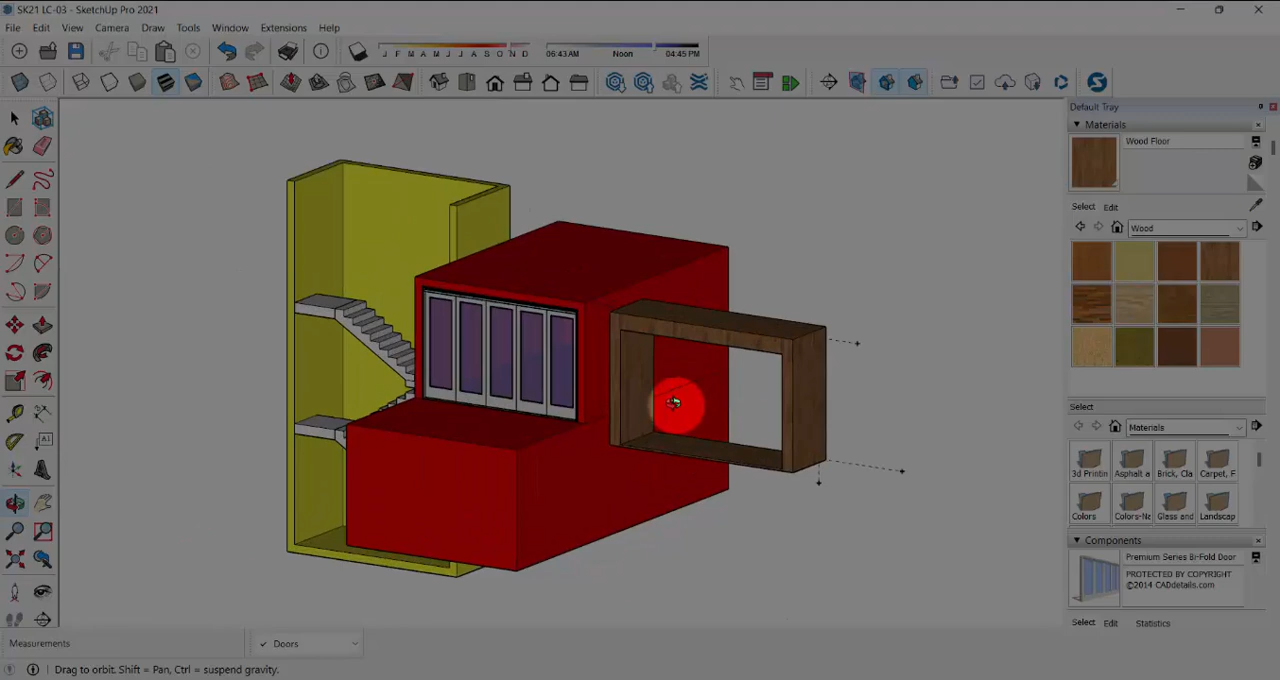 SK21 LC-03 - SketchUp Pro 2021
File Edit View Camera Draw Tools Window Extensions Help
J F M A M J J A S O N D 06:43 AM Noon 04:45 PM
Default Tray
Materials
Wood Floor
Select Edit
Wood
Select
Materials
3d Printin Asphalt a Brick, Cla Carpet, F
Colors Colors-Na Glass and Landscap
Components
Premium Series Bi-Fold Door
PROTECTED BY COPYRIGHT
©2014 CADdetails.com
Select Edit Statistics
Measurements Doors
Drag to orbit. Shift = Pan, Ctrl = suspend gravity.